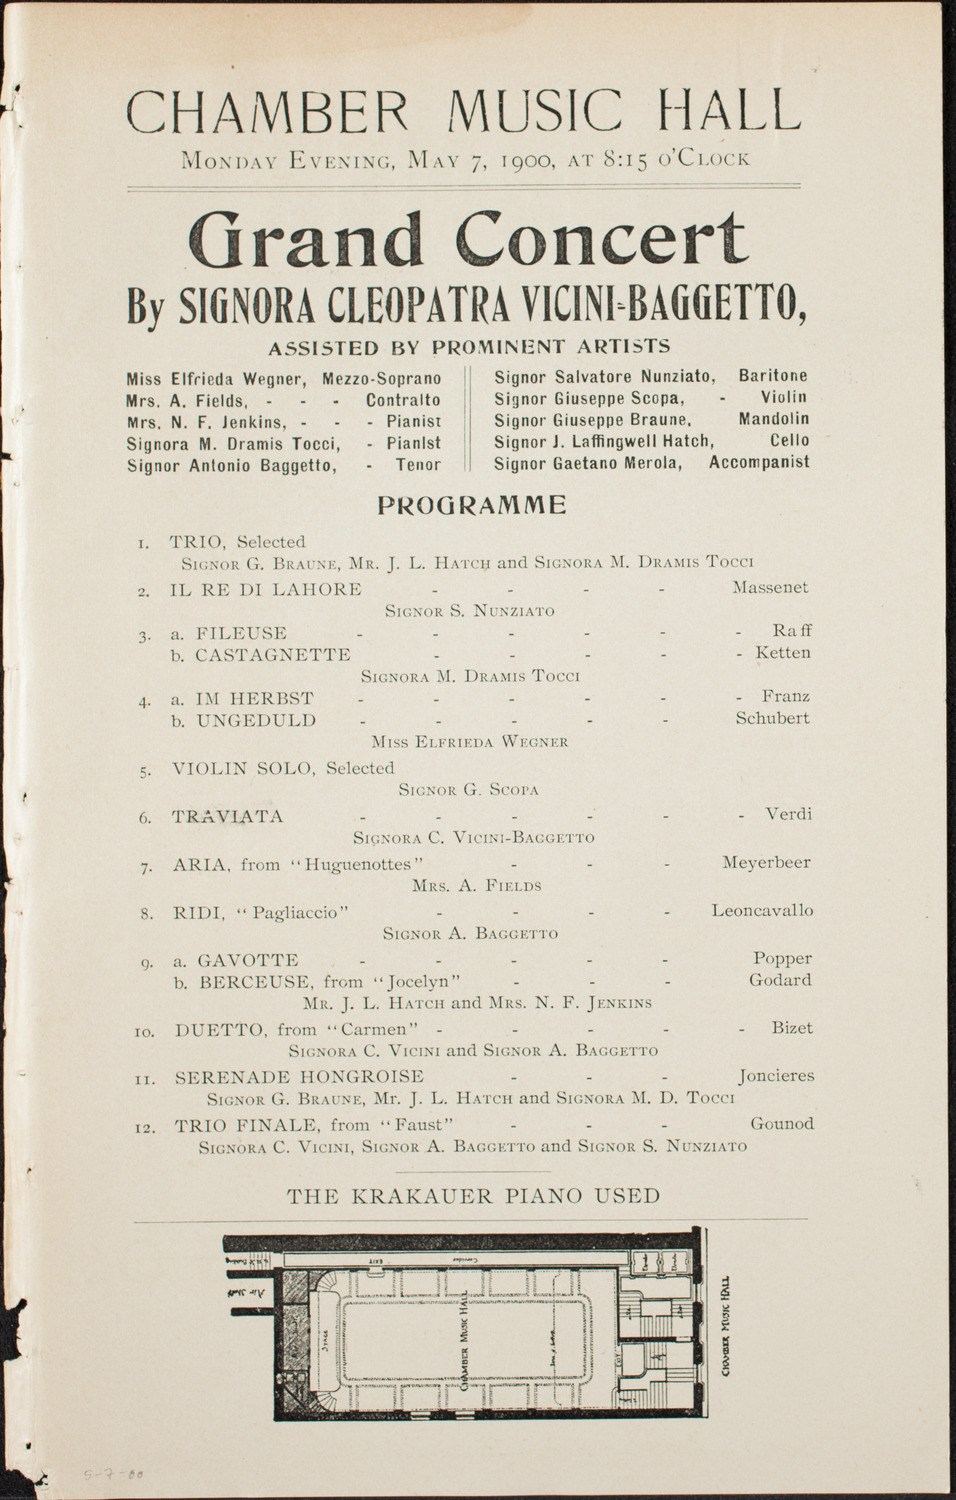 CHAMBER MUSIC HALL
MONDAY EVENING, MAY 7, 1900, AT 8:15 O'CLOCK
Grand Concert
By SIGNORA CLEOPATRA VICINI-BAGGETTO,
ASSISTED BY PROMINENT ARTISTS
Miss Elfrieda Wegner, Mezzo-Soprano
Mrs. A. Fields, - - - Contralto
Mrs. N. F. Jenkins, - - - Pianist
Signora M. Dramis Tocci, - Pianist
Signor Antonio Baggetto, - Tenor
Signor Salvatore Nunziato, Baritone
Signor Giuseppe Scopa, - Violin
Signor Giuseppe Braune, Mandolin
Signor J. Laffingwell Hatch, Cello
Signor Gaetano Merola, Accompanist
PROGRAMME
1. TRIO, Selected
SIGNOR G. BRAUNE, MR. J. L. HATCH and SIGNORA M. DRAMIS TOCCI
2. IL RE DI LAHORE - - - - Massenet
SIGNOR S. NUNZIATO
3. a. FILEUSE - - - - - - Raff
b. CASTAGNETTE - - - - - Ketten
SIGNORA M. DRAMIS TOCCI
4. a. IM HERBST - - - - - - Franz
b. UNGEDULD - - - - - Schubert
MISS ELFRIEDA WEGNER
5. VIOLIN SOLO, Selected
SIGNOR G. SCOPA
6. TRAVIATA - - - - - - Verdi
SIGNORA C. VICINI-BAGGETTO
7. ARIA, from "Huguenottes" - - - Meyerbeer
MRS. A. FIELDS
8. RIDI, "Pagliaccio" - - - - Leoncavallo
SIGNOR A. BAGGETTO
9. a. GAVOTTE - - - - - Popper
b. BERCEUSE, from "Jocelyn" - - - Godard
MR. J. L. HATCH and MRS. N. F. JENKINS
10. DUETTO, from "Carmen" - - - - - Bizet
SIGNORA C. VICINI and SIGNOR A. BAGGETTO
11. SERENADE HONGROISE - - - Joncieres
SIGNOR G. BRAUNE, Mr. J. L. HATCH and SIGNORA M. D. TOCCI
12. TRIO FINALE, from "Faust" - - - Gounod
SIGNORA C. VICINI, SIGNOR A. BAGGETTO and SIGNOR S. NUNZIATO
THE KRAKAUER PIANO USED
EXIT
Corridor
Air Shaft
STAGE
CHAMBER MUSIC HALL
EXIT
CHAMBER MUSIC HALL
5-7-00